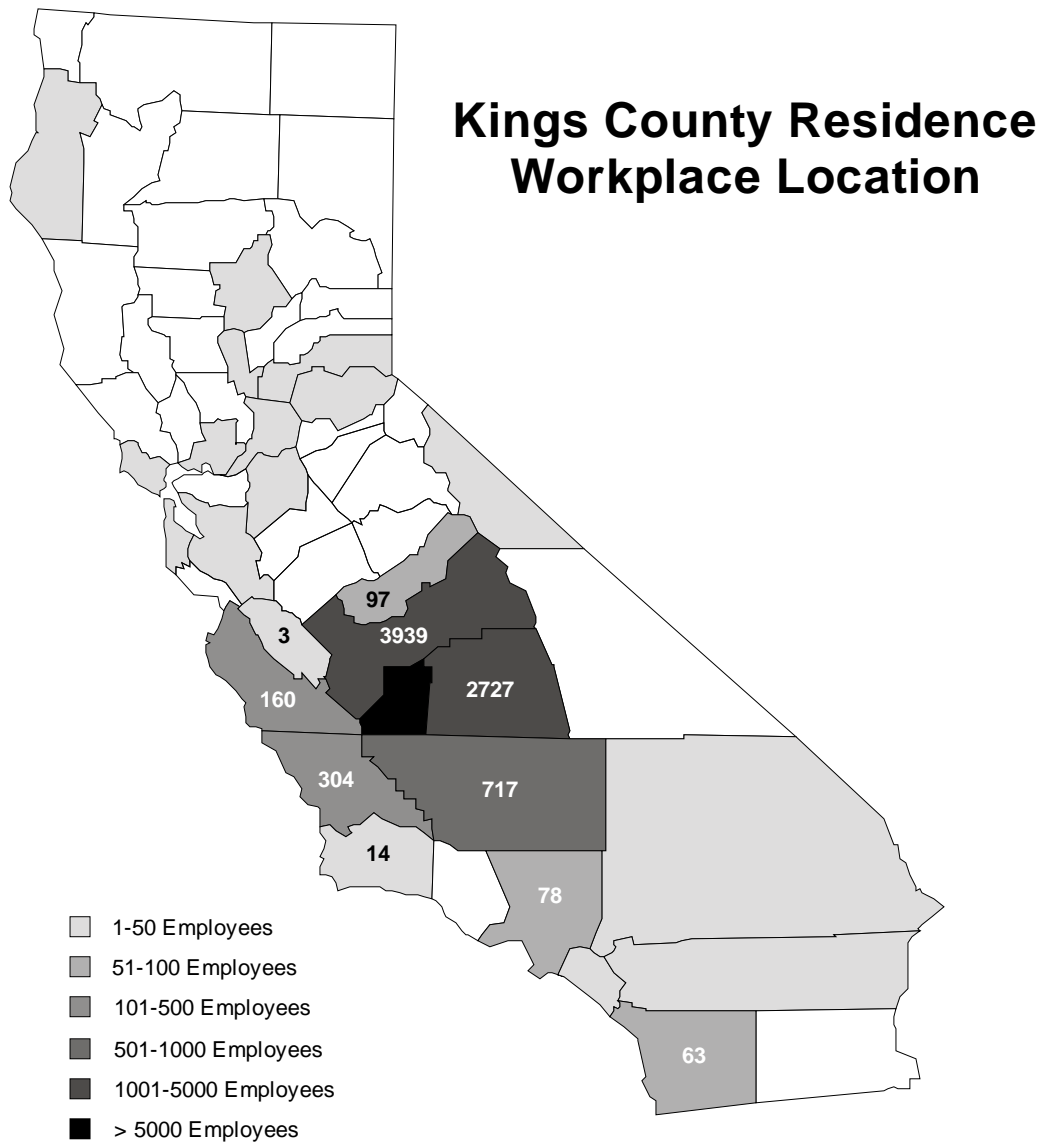 Kings County Residence
Workplace Location
97
3
3939
160
2727
304
717
14
78
63
1-50 Employees
51-100 Employees
101-500 Employees
501-1000 Employees
1001-5000 Employees
> 5000 Employees